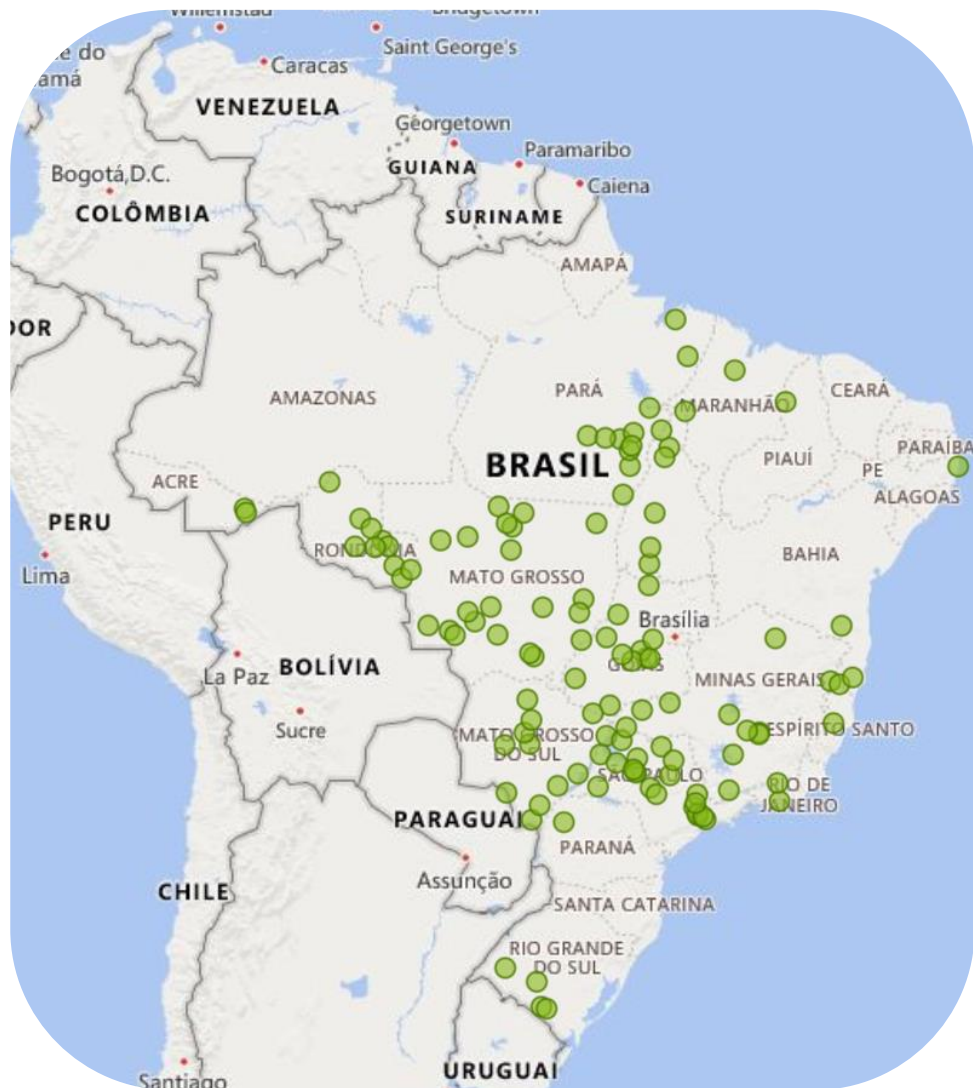 Willemstad
Bridgetown
Saint George's
Caracas
VENEZUELA
Georgetown
Paramaribo
GUIANA
Caiena
SURINAME
Bogotá,D.C.
COLÔMBIA
AMAPÁ
AMAZONAS
PARÁ
MARANHÃO
CEARÁ
PARAÍBA
PIAUÍ
PE
ALAGOAS
BRASIL
ACRE
PERU
Lima
RONDÔNIA
BAHIA
MATO GROSSO
Brasília
BOLÍVIA
La Paz
GOIÁS
MINAS GERAIS
Sucre
MATO GROSSO
DO SUL
ESPÍRITO SANTO
SÃO PAULO
RIO DE
JANEIRO
PARAGUAI
PARANÁ
Assunção
CHILE
SANTA CATARINA
RIO GRANDE
DO SUL
URUGUAI
Santiago